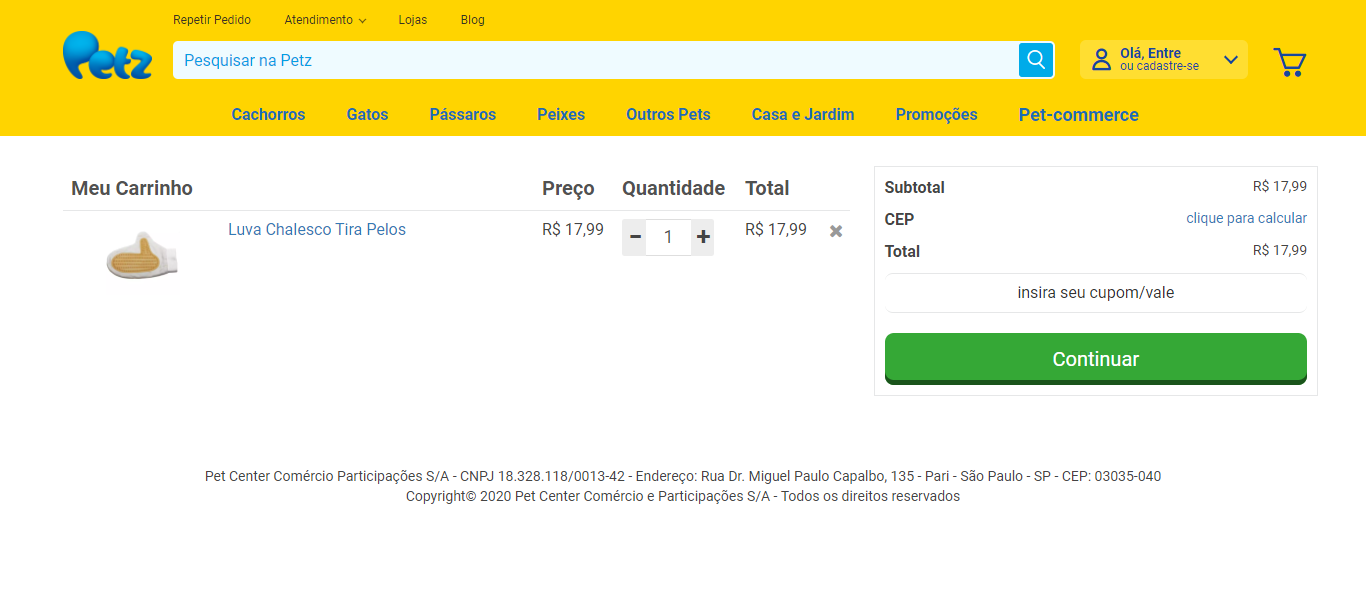 Repetir Pedido Atendimento Lojas Blog
Petz
Pesquisar na Petz
Olá, Entre
ou cadastre-se
Cachorros Gatos Pássaros Peixes Outros Pets Casa e Jardim Promoções Pet-commerce
Meu Carrinho Preço Quantidade Total
Luva Chalesco Tira Pelos R$ 17,99 − 1 + R$ 17,99 ✖
Subtotal R$ 17,99
CEP clique para calcular
Total R$ 17,99
insira seu cupom/vale
Continuar
Pet Center Comércio Participações S/A - CNPJ 18.328.118/0013-42 - Endereço: Rua Dr. Miguel Paulo Capalbo, 135 - Pari - São Paulo - SP - CEP: 03035-040
Copyright© 2020 Pet Center Comércio e Participações S/A - Todos os direitos reservados